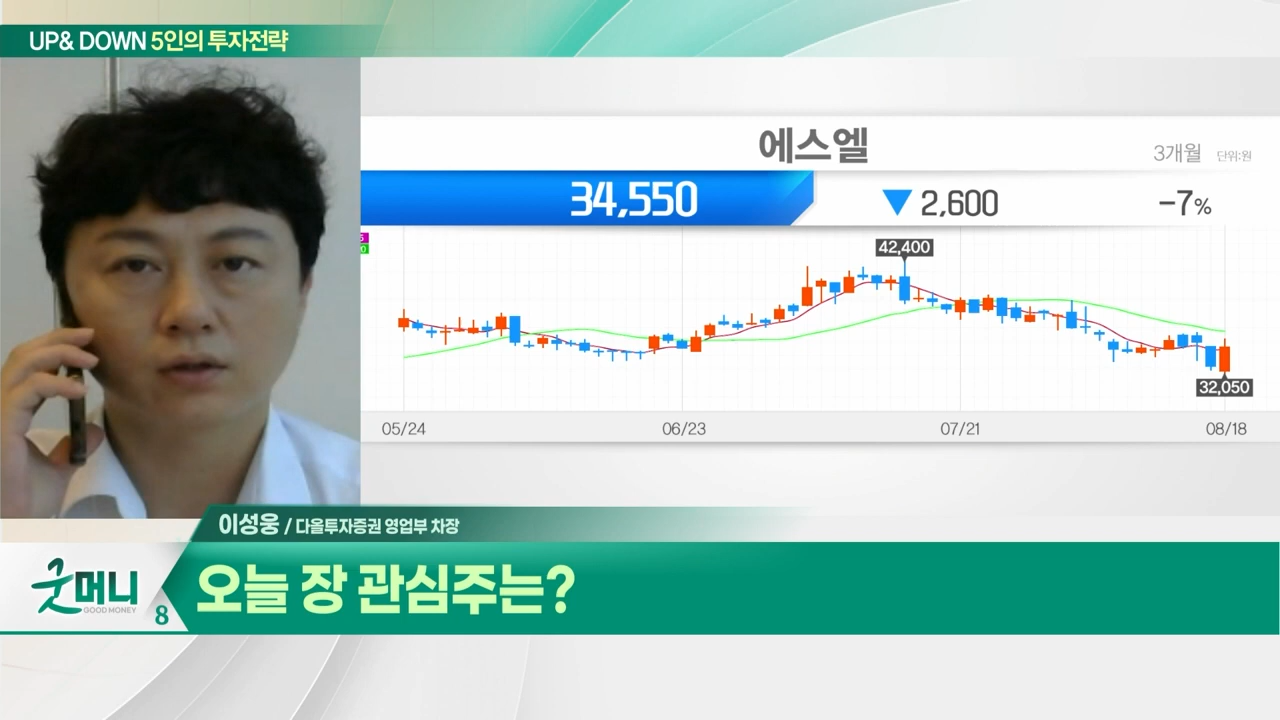 UP& DOWN 5인의 투자전략
에스엘
3개월 단위:원
34,550 ▼ 2,600 -7%
42,400
32,050
05/24 06/23 07/21 08/18
이성웅 / 다올투자증권 영업부 차장
굿머니
GOOD MONEY
8
오늘 장 관심주는?